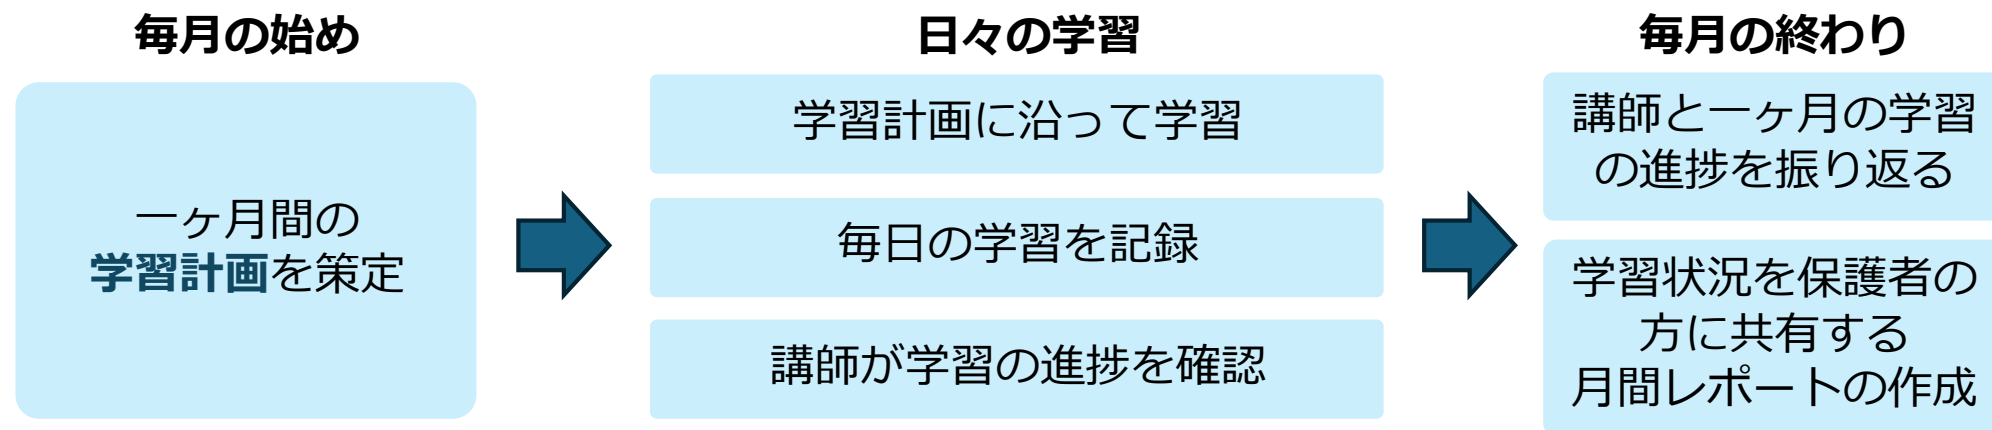 毎月の始め
一ヶ月間の
学習計画を策定
日々の学習
学習計画に沿って学習
毎日の学習を記録
講師が学習の進捗を確認
毎月の終わり
講師と一ヶ月の学習
の進捗を振り返る
学習状況を保護者の
方に共有する
月間レポートの作成